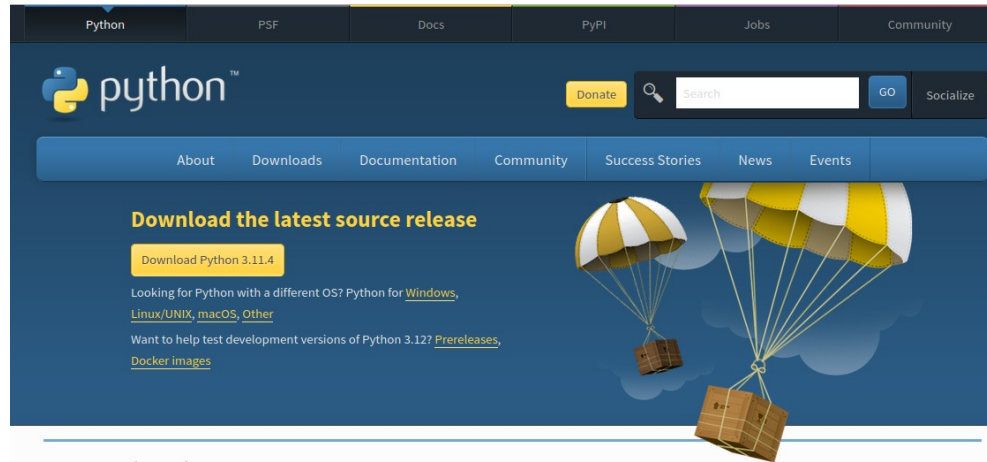 Python PSF Docs PyPI Jobs Community
python™
Donate Search GO Socialize
About Downloads Documentation Community Success Stories News Events
Download the latest source release
Download Python 3.11.4
Looking for Python with a different OS? Python for Windows,
Linux/UNIX, macOS, Other
Want to help test development versions of Python 3.12? Prereleases,
Docker images